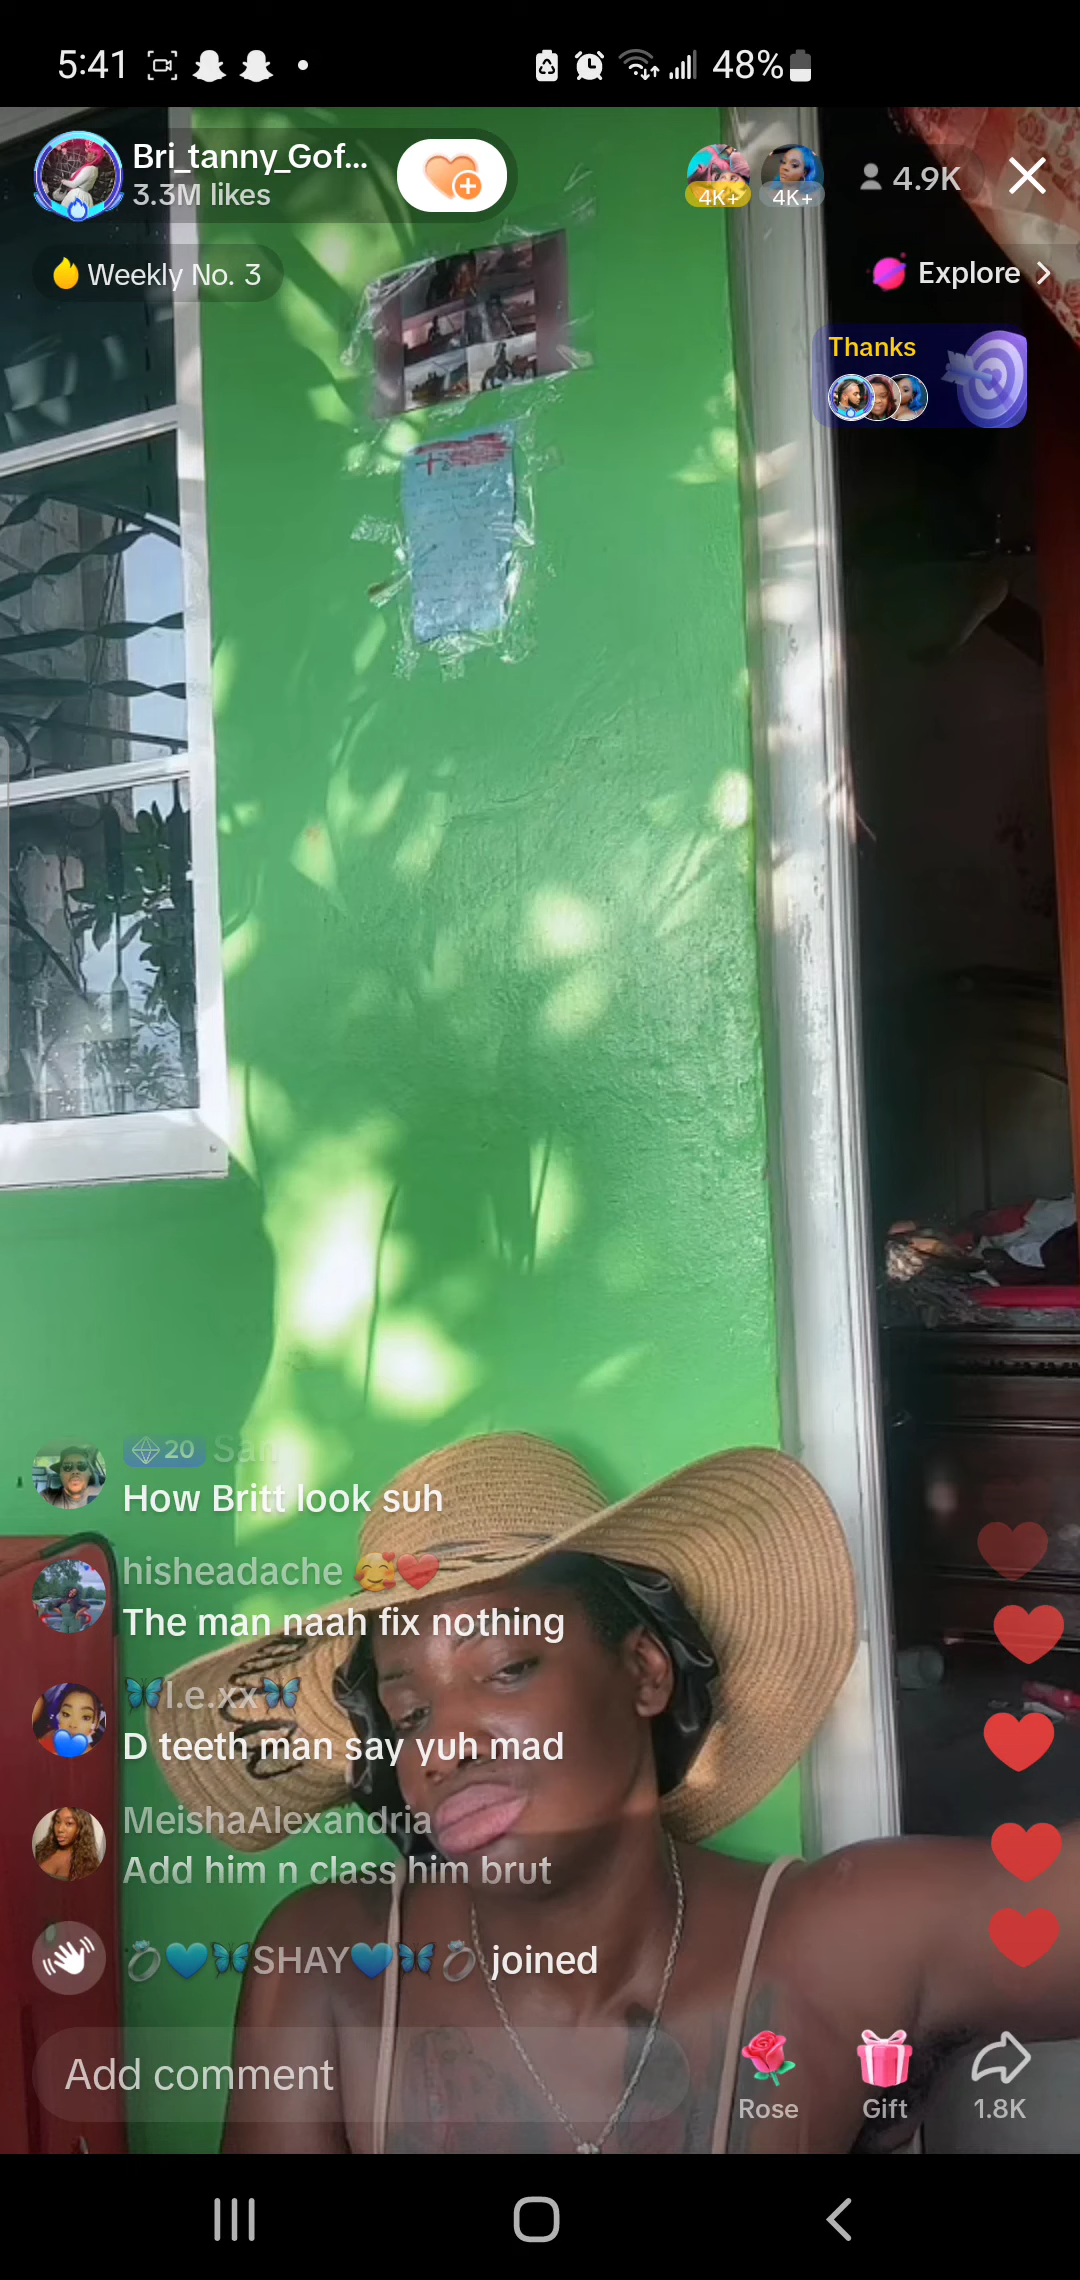 5:41
48%
Bri_tanny_Gof...
3.3M likes
4K+
4K+
4.9K
Weekly No. 3
Explore
Thanks
20 San
How Britt look suh
hisheadache 🥰❤️
The man naah fix nothing
🦋l.e.xx🦋
D teeth man say yuh mad
MeishaAlexandria
Add him n class him brut
💍💙🦋SHAY💙🦋💍 joined
Add comment
Rose
Gift
1.8K